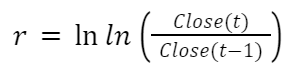 r = ln ln ( Close(t) / Close(t−1) )